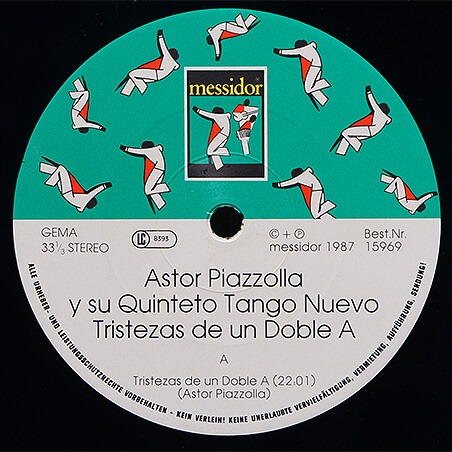 messidor®
GEMA
33⅓ STEREO
LC 8393
© + ℗
messidor 1987
Best.Nr.
15969
Astor Piazzolla
y su Quinteto Tango Nuevo
Tristezas de un Doble A
A
Tristezas de un Doble A (22:01)
(Astor Piazzolla)
ALLE URHEBER- UND LEISTUNGSSCHUTZRECHTE VORBEHALTEN - KEIN VERLEIH! KEINE UNERLAUBTE VERVIELFÄLTIGUNG, VERMIETUNG, AUFFÜHRUNG, SENDUNG!